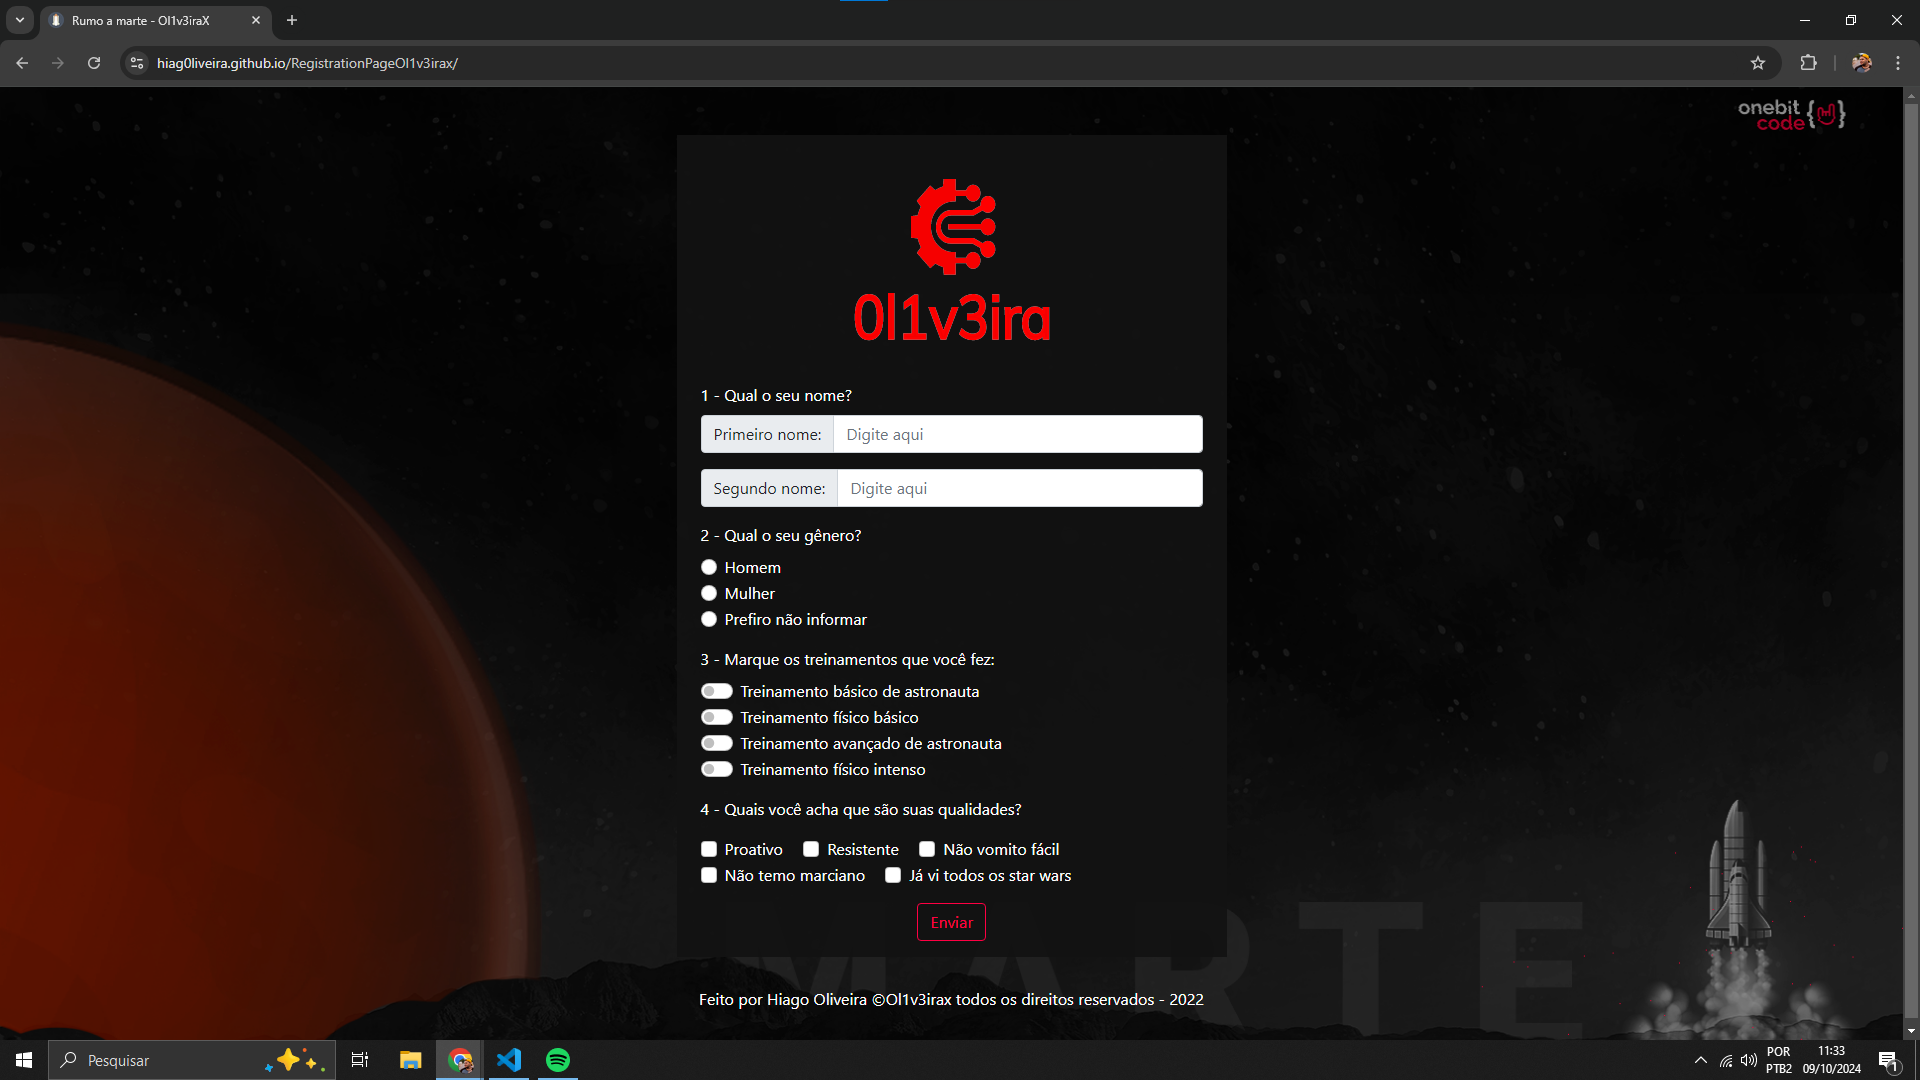 Rumo a marte - Ol1v3iraX
hiag0liveira.github.io/RegistrationPageOl1v3irax/
onebit
code
0l1v3ira
1 - Qual o seu nome?
Primeiro nome: Digite aqui
Segundo nome: Digite aqui
2 - Qual o seu gênero?
Homem
Mulher
Prefiro não informar
3 - Marque os treinamentos que você fez:
Treinamento básico de astronauta
Treinamento físico básico
Treinamento avançado de astronauta
Treinamento físico intenso
4 - Quais você acha que são suas qualidades?
Proativo Resistente Não vomito fácil
Não temo marciano Já vi todos os star wars
Enviar
MARTE
Feito por Hiago Oliveira ©Ol1v3irax todos os direitos reservados - 2022
Pesquisar
POR 11:33
PTB2 09/10/2024
1